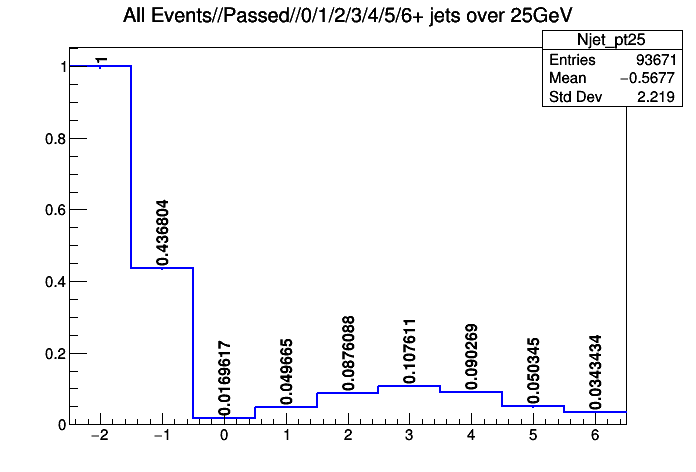 All Events//Passed//0/1/2/3/4/5/6+ jets over 25GeV
Njet_pt25
Entries 93671
Mean −0.5677
Std Dev 2.219
1
0.8
0.6
0.4
0.2
0
1
0.436804
0.0169617
0.049665
0.0876088
0.107611
0.090269
0.050345
0.0343434
−2 −1 0 1 2 3 4 5 6